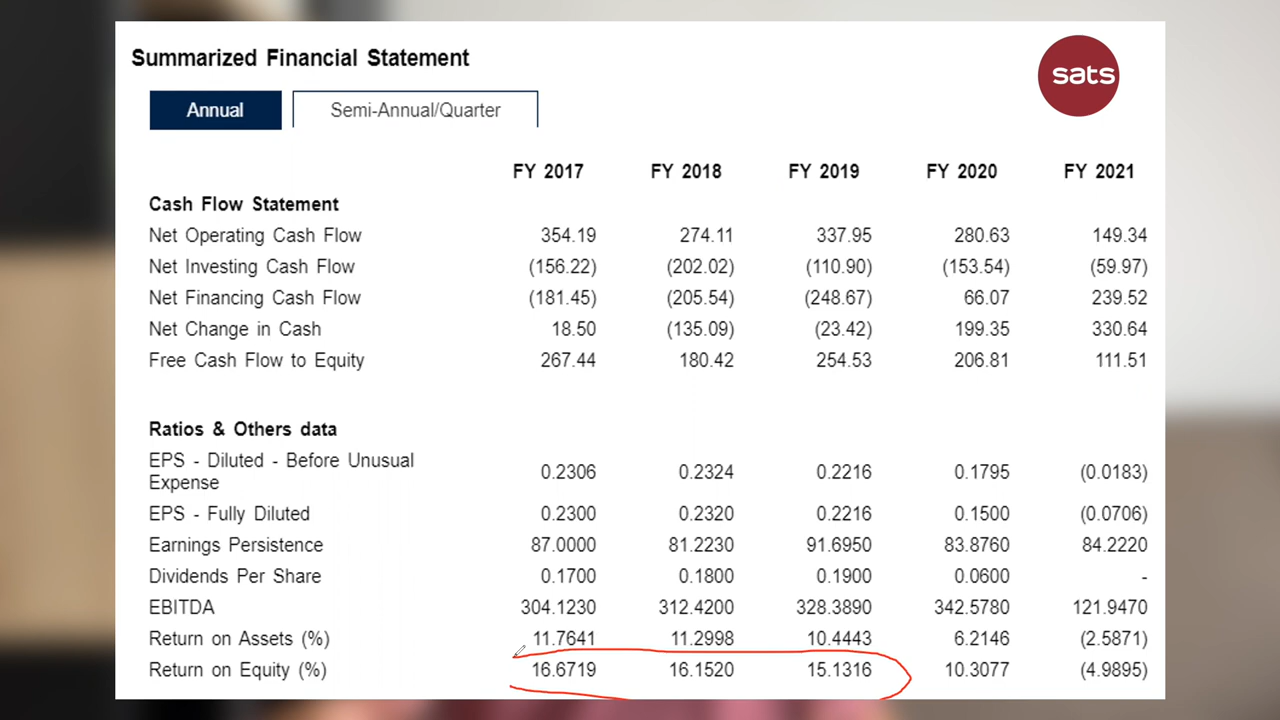 Summarized Financial Statement
sats
Annual Semi-Annual/Quarter
FY 2017 FY 2018 FY 2019 FY 2020 FY 2021
Cash Flow Statement
Net Operating Cash Flow 354.19 274.11 337.95 280.63 149.34
Net Investing Cash Flow (156.22) (202.02) (110.90) (153.54) (59.97)
Net Financing Cash Flow (181.45) (205.54) (248.67) 66.07 239.52
Net Change in Cash 18.50 (135.09) (23.42) 199.35 330.64
Free Cash Flow to Equity 267.44 180.42 254.53 206.81 111.51
Ratios & Others data
EPS - Diluted - Before Unusual
Expense 0.2306 0.2324 0.2216 0.1795 (0.0183)
EPS - Fully Diluted 0.2300 0.2320 0.2216 0.1500 (0.0706)
Earnings Persistence 87.0000 81.2230 91.6950 83.8760 84.2220
Dividends Per Share 0.1700 0.1800 0.1900 0.0600 -
EBITDA 304.1230 312.4200 328.3890 342.5780 121.9470
Return on Assets (%) 11.7641 11.2998 10.4443 6.2146 (2.5871)
Return on Equity (%) 16.6719 16.1520 15.1316 10.3077 (4.9895)